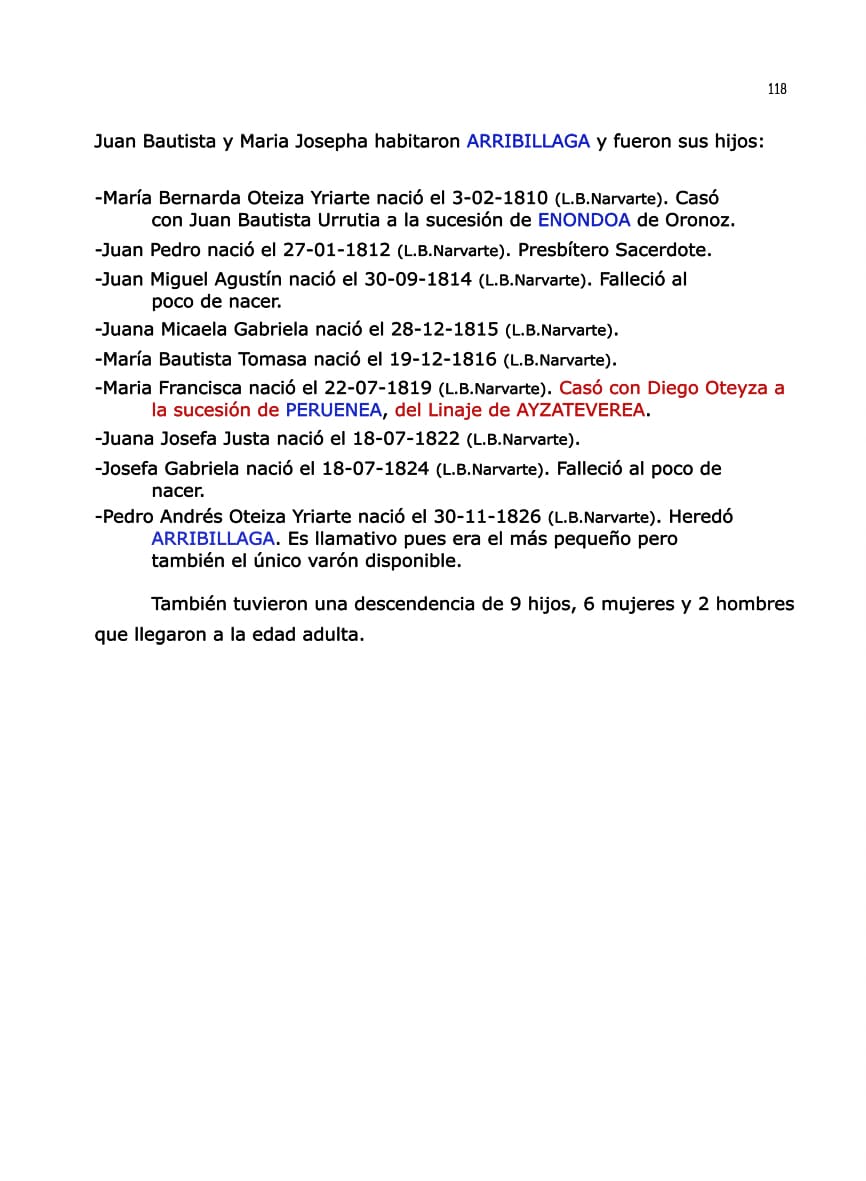 118
Juan Bautista y Maria Josepha habitaron ARRIBILLAGA y fueron sus hijos:
-María Bernarda Oteiza Yriarte nació el 3-02-1810 (L.B.Narvarte). Casó
con Juan Bautista Urrutia a la sucesión de ENONDOA de Oronoz.
-Juan Pedro nació el 27-01-1812 (L.B.Narvarte). Presbítero Sacerdote.
-Juan Miguel Agustín nació el 30-09-1814 (L.B.Narvarte). Falleció al
poco de nacer.
-Juana Micaela Gabriela nació el 28-12-1815 (L.B.Narvarte).
-María Bautista Tomasa nació el 19-12-1816 (L.B.Narvarte).
-Maria Francisca nació el 22-07-1819 (L.B.Narvarte). Casó con Diego Oteyza a
la sucesión de PERUENEA, del Linaje de AYZATEVEREA.
-Juana Josefa Justa nació el 18-07-1822 (L.B.Narvarte).
-Josefa Gabriela nació el 18-07-1824 (L.B.Narvarte). Falleció al poco de
nacer.
-Pedro Andrés Oteiza Yriarte nació el 30-11-1826 (L.B.Narvarte). Heredó
ARRIBILLAGA. Es llamativo pues era el más pequeño pero
también el único varón disponible.
También tuvieron una descendencia de 9 hijos, 6 mujeres y 2 hombres
que llegaron a la edad adulta.